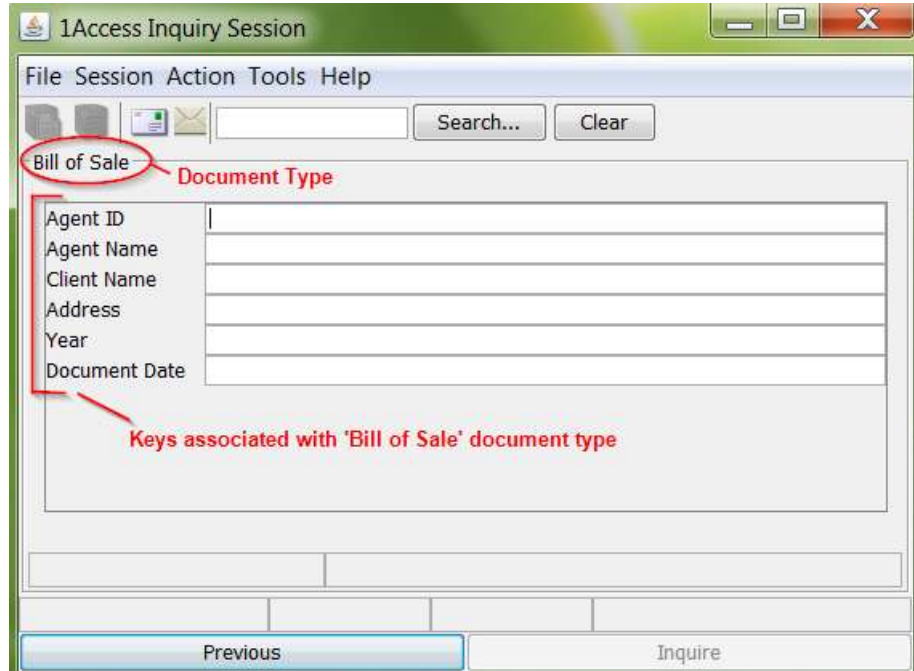 1Access Inquiry Session
File Session Action Tools Help
Search... Clear
Bill of Sale
Document Type
Agent ID
Agent Name
Client Name
Address
Year
Document Date
Keys associated with 'Bill of Sale' document type
Previous Inquire